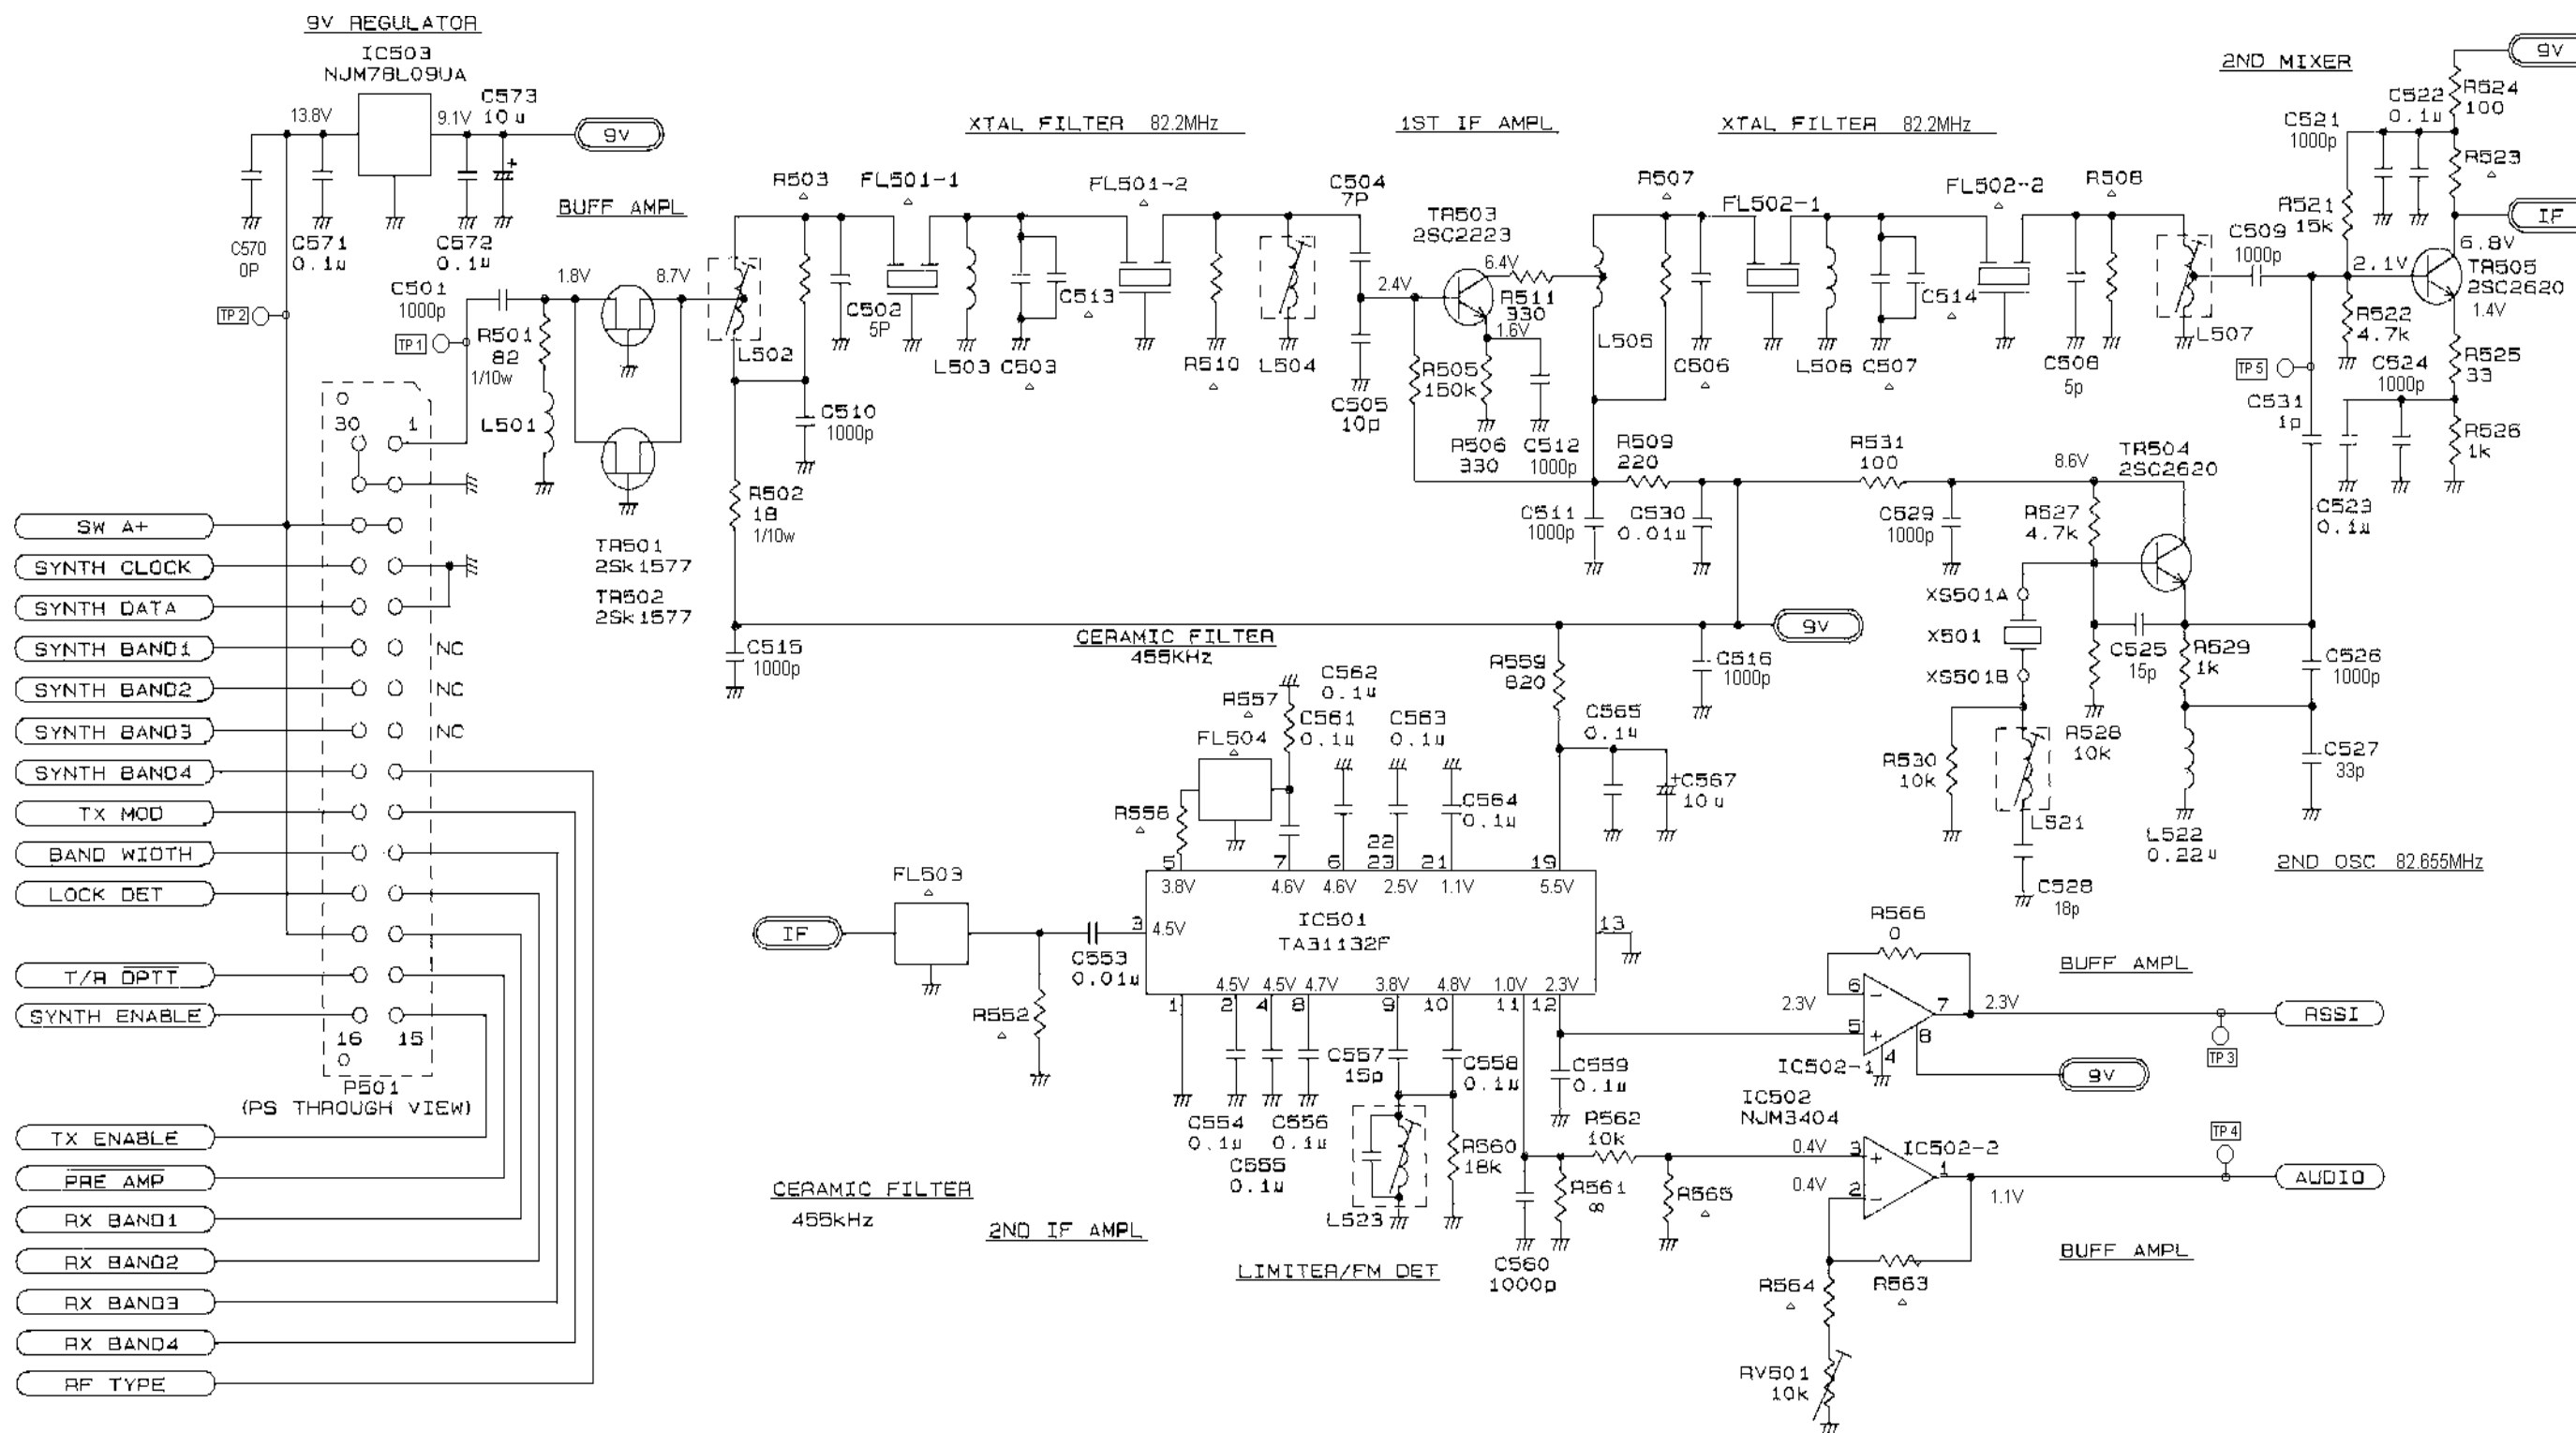 9V REGULATOR
IC503
NJM78L09UA
13.8V
9.1V
C573
10u
9V
C570
0P
C571
0.1u
C572
0.1u
BUFF AMPL
C501
1000p
1.8V
8.7V
TP 2
TP 1
R501
82
1/10w
L501
L502
TR501
2Sk1577
TR502
2Sk1577
R502
18
1/10w
C510
1000p
C515
1000p
XTAL FILTER 82.2MHz
R503
△
FL501-1
△
FL501-2
△
C502
5P
L503
C503
△
C513
△
R510
△
L504
C504
7P
C505
10p
1ST IF AMPL
TR503
2SC2223
2.4V
6.4V
1.6V
R511
330
R505
150k
R506
330
C512
1000p
XTAL FILTER 82.2MHz
R507
△
FL502-1
FL502-2
△
R508
△
L505
C506
△
L506
C507
△
C514
△
C508
5p
L507
C509
1000p
2ND MIXER
9V
R524
100
C522
0.1u
C521
1000p
R523
△
R521
15k
IF
6.8V
2.1V
TR505
2SC2620
1.4V
R522
4.7k
R525
33
TP 5
C524
1000p
C531
1p
R526
1k
C523
0.1u
R509
220
R531
100
8.6V
TR504
2SC2620
C511
1000p
C530
0.01u
C529
1000p
R527
4.7k
XS501A
X501
XS501B
C525
15p
R529
1k
C526
1000p
R528
10k
R530
10k
L521
C528
18p
L522
0.22u
C527
33p
2ND OSC 82.655MHz
9V
C516
1000p
CERAMIC FILTER
455KHz
R557
△
FL504
△
R556
△
C562
0.1u
C561
0.1u
C563
0.1u
C564
0.1u
R559
820
C565
0.1u
+C567
10u
5
7
6
22
23
21
19
3.8V
4.6V
4.6V
2.5V
1.1V
5.5V
IF
FL503
△
R552
△
C553
0.01u
3
4.5V
IC501
TA31132F
13
4.5V
4.5V
4.7V
3.8V
4.8V
1.0V
2.3V
1
2
4
8
9
10
11
12
C554
0.1u
C555
0.1u
C556
0.1u
C557
15p
C558
0.1u
C559
0.1u
L523
R560
18k
C560
1000p
R561
∞
R562
10k
R565
△
CERAMIC FILTER
455kHz
2ND IF AMPL
LIMITER/FM DET
R566
0
BUFF AMPL
2.3V
6
5
7
2.3V
4
8
IC502-1
9V
TP 3
RSSI
IC502
NJM3404
0.4V
3
IC502-2
0.4V
2
1
1.1V
TP 4
AUDIO
BUFF AMPL
R563
△
R564
△
RV501
10k
30
1
SW A+
SYNTH CLOCK
SYNTH DATA
SYNTH BAND1
NC
SYNTH BAND2
NC
SYNTH BAND3
NC
SYNTH BAND4
TX MOD
BAND WIDTH
LOCK DET
T/R DPTT
SYNTH ENABLE
16
15
P501
(PS THROUGH VIEW)
TX ENABLE
PRE AMP
RX BAND1
RX BAND2
RX BAND3
RX BAND4
RF TYPE